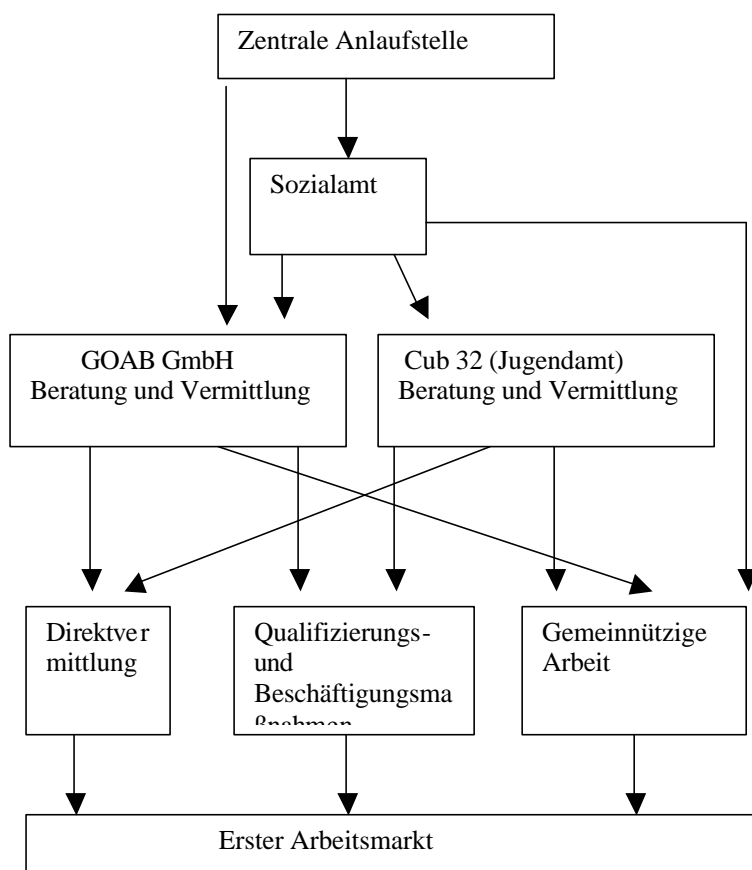 Zentrale Anlaufstelle
Sozialamt
GOAB GmbH
Beratung und Vermittlung
Cub 32 (Jugendamt)
Beratung und Vermittlung
Direktver
mittlung
Qualifizierungs-
und
Beschäftigungsma
ßnahmen
Gemeinnützige
Arbeit
Erster Arbeitsmarkt